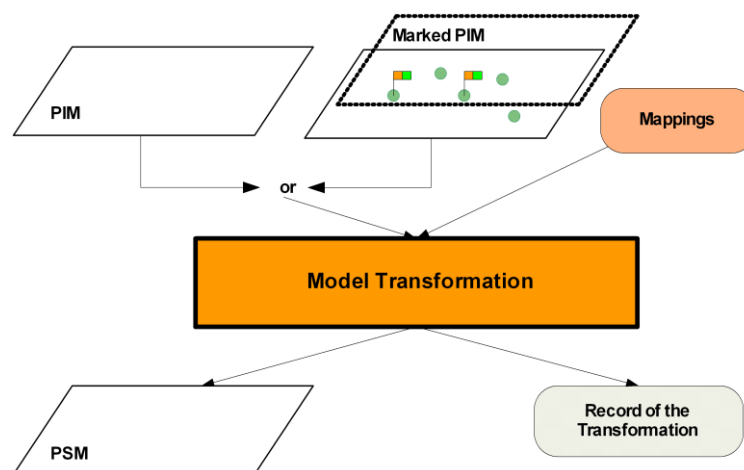 Marked PIM
PIM
Mappings
or
Model Transformation
PSM
Record of the
Transformation